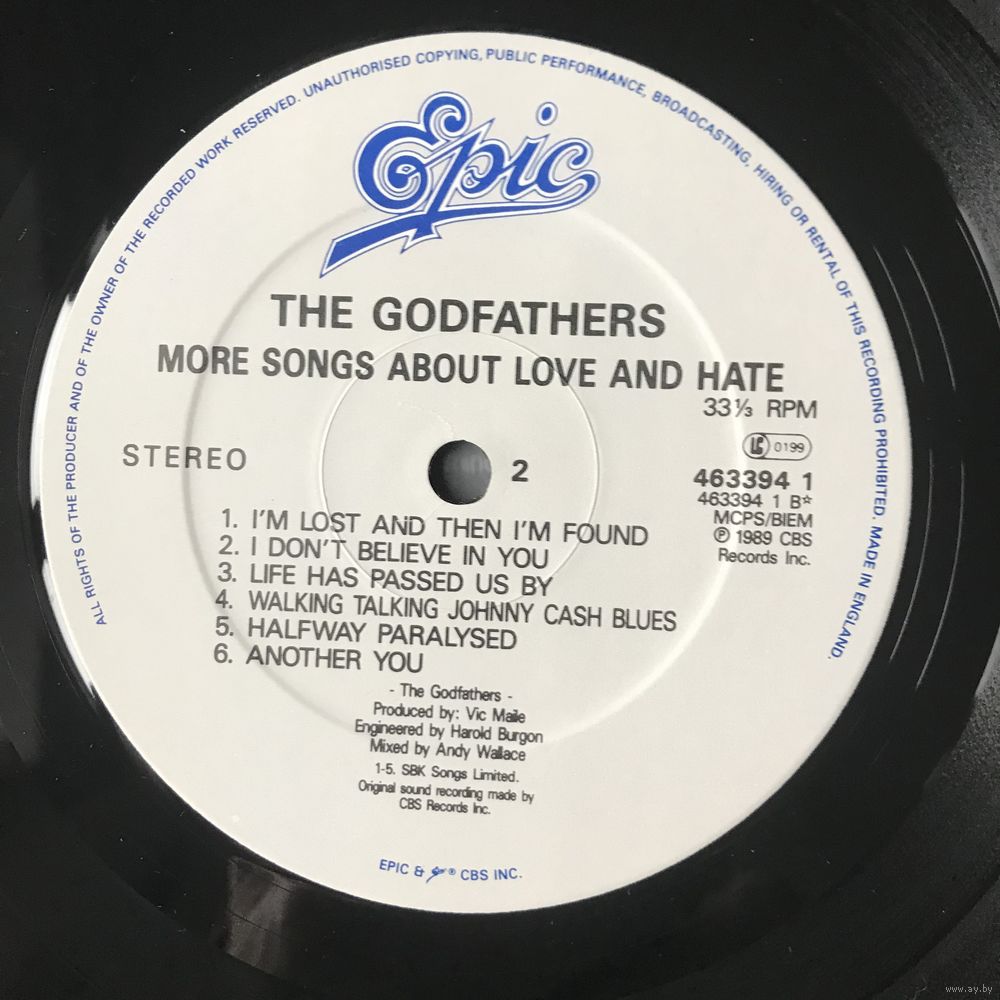 ALL RIGHTS OF THE PRODUCER AND OF THE OWNER OF THE RECORDED WORK RESERVED. UNAUTHORISED COPYING, PUBLIC PERFORMANCE, BROADCASTING, HIRING OR RENTAL OF THIS RECORDING PROHIBITED. MADE IN ENGLAND.
Epic
THE GODFATHERS
MORE SONGS ABOUT LOVE AND HATE
33⅓ RPM
LC 0199
STEREO
2
463394 1
463394 1 B☆
MCPS/BIEM
℗ 1989 CBS
Records Inc.
1. I'M LOST AND THEN I'M FOUND
2. I DON'T BELIEVE IN YOU
3. LIFE HAS PASSED US BY
4. WALKING TALKING JOHNNY CASH BLUES
5. HALFWAY PARALYSED
6. ANOTHER YOU
- The Godfathers -
Produced by: Vic Maile
Engineered by Harold Burgon
Mixed by Andy Wallace
1-5. SBK Songs Limited.
Original sound recording made by
CBS Records Inc.
EPIC & Epic ® CBS INC.
www.ay.by